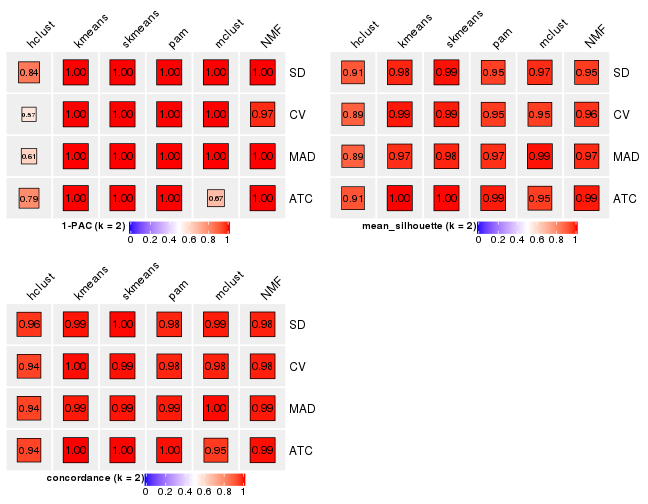 hclust kmeans skmeans pam mclust NMF
0.84 1.00 1.00 1.00 1.00 1.00 SD
0.57 1.00 1.00 1.00 1.00 0.97 CV
0.61 1.00 1.00 1.00 1.00 1.00 MAD
0.79 1.00 1.00 1.00 0.67 1.00 ATC
1-PAC (k = 2)
0 0.2 0.4 0.6 0.8 1
hclust kmeans skmeans pam mclust NMF
0.91 0.98 0.99 0.95 0.97 0.95 SD
0.89 0.99 0.99 0.95 0.95 0.96 CV
0.89 0.97 0.98 0.97 0.99 0.97 MAD
0.91 1.00 1.00 0.99 0.95 0.99 ATC
mean_silhouette (k = 2)
0 0.2 0.4 0.6 0.8 1
hclust kmeans skmeans pam mclust NMF
0.96 0.99 1.00 0.98 0.99 0.98 SD
0.94 1.00 0.99 0.98 0.98 0.98 CV
0.94 0.99 0.99 0.99 1.00 0.99 MAD
0.94 1.00 1.00 1.00 0.95 0.99 ATC
concordance (k = 2)
0 0.2 0.4 0.6 0.8 1